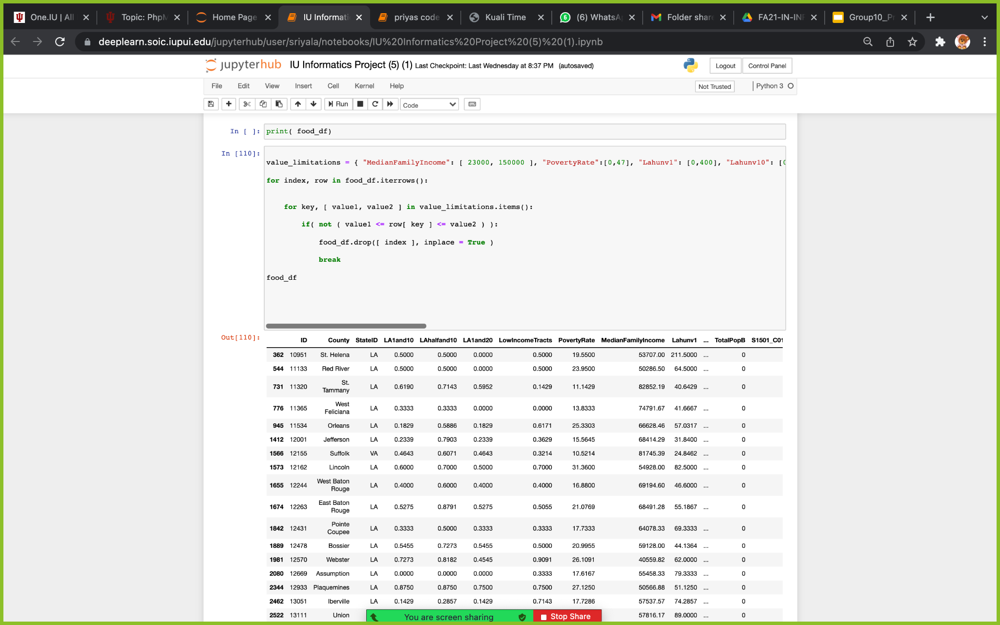 One.IU | All
Topic: PhpM
Home Page
IU Informati
priyas code
Kuali Time
(6) WhatsA
Folder share
FA21-IN-INF
Group10_Pr
deeplearn.soic.iupui.edu/jupyterhub/user/sriyala/notebooks/IU%20Informatics%20Project%20(5)%20(1).ipynb
jupyterhub IU Informatics Project (5) (1) Last Checkpoint: Last Wednesday at 8:37 PM (autosaved)
Logout
Control Panel
File Edit View Insert Cell Kernel Help
Not Trusted
Python 3
Run
Code
In [ ]: print( food_df)
In [110]:
value_limitations = { "MedianFamilyIncome": [ 23000, 150000 ], "PovertyRate":[0,47], "Lahunv1": [0,400], "Lahunv10": [0
for index, row in food_df.iterrows():
for key, [ value1, value2 ] in value_limitations.items():
if( not ( value1 <= row[ key ] <= value2 ) ):
food_df.drop([ index ], inplace = True )
break
food_df
Out[110]:
ID County StateID LA1and10 LAhalfand10 LA1and20 LowIncomeTracts PovertyRate MedianFamilyIncome Lahunv1 ... TotalPopB S1501_C01
362 10951 St. Helena LA 0.5000 0.5000 0.0000 0.5000 19.5500 53707.00 211.5000 ... 0
544 11133 Red River LA 0.5000 0.5000 0.0000 0.5000 23.9500 50286.50 64.5000 ... 0
731 11320 St. Tammany LA 0.6190 0.7143 0.5952 0.1429 11.1429 82852.19 40.6429 ... 0
776 11365 West Feliciana LA 0.3333 0.3333 0.0000 0.0000 13.8333 74791.67 41.6667 ... 0
945 11534 Orleans LA 0.1829 0.5886 0.1829 0.6171 25.3303 66628.46 57.0317 ... 0
1412 12001 Jefferson LA 0.2339 0.7903 0.2339 0.3629 15.5645 68414.29 31.8400 ... 0
1566 12155 Suffolk VA 0.4643 0.6071 0.4643 0.3214 10.5214 81745.39 24.8462 ... 0
1573 12162 Lincoln LA 0.6000 0.7000 0.5000 0.7000 31.3600 54928.00 82.5000 ... 0
1655 12244 West Baton Rouge LA 0.4000 0.6000 0.4000 0.4000 16.8800 69194.60 46.6000 ... 0
1674 12263 East Baton Rouge LA 0.5275 0.8791 0.5275 0.5055 21.0769 68491.28 55.1867 ... 0
1842 12431 Pointe Coupee LA 0.3333 0.5000 0.3333 0.3333 17.7333 64078.33 69.3333 ... 0
1889 12478 Bossier LA 0.5455 0.7273 0.5455 0.5000 20.9955 59128.00 44.1364 ... 0
1981 12570 Webster LA 0.7273 0.8182 0.4545 0.9091 26.1091 40559.82 62.0000 ... 0
2080 12669 Assumption LA 0.0000 0.0000 0.0000 0.3333 17.6167 55458.33 79.3333 ... 0
2344 12933 Plaquemines LA 0.8750 0.8750 0.7500 0.7500 27.1250 50566.88 51.1250 ... 0
2462 13051 Iberville LA 0.1429 0.2857 0.1429 0.7143 17.7286 57537.57 74.2857 ... 0
2522 13111 Union 57816.17 89.0000 ... 0
You are screen sharing
Stop Share